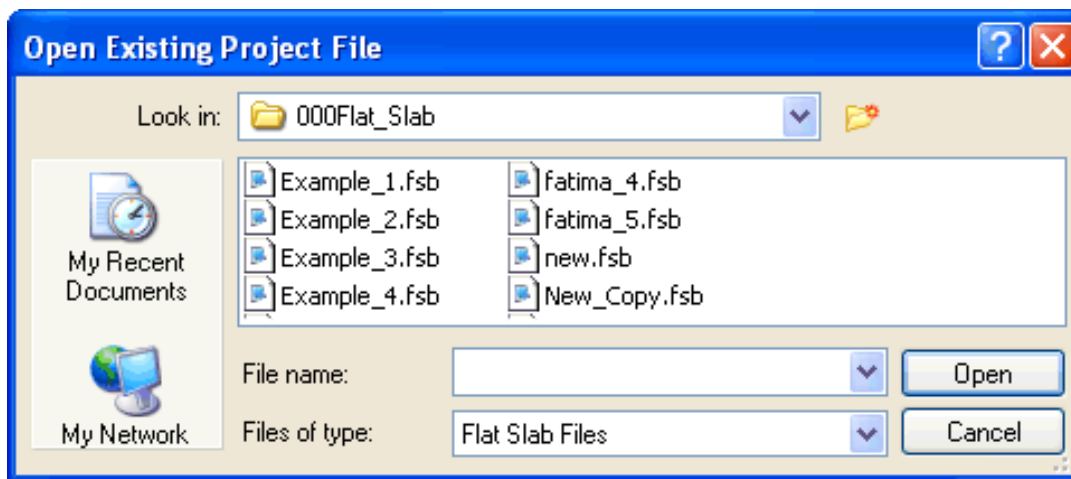 Open Existing Project File
Look in: 000Flat_Slab
My Recent
Documents
My Network
Example_1.fsb
Example_2.fsb
Example_3.fsb
Example_4.fsb
fatima_4.fsb
fatima_5.fsb
new.fsb
New_Copy.fsb
File name:
Open
Files of type: Flat Slab Files
Cancel